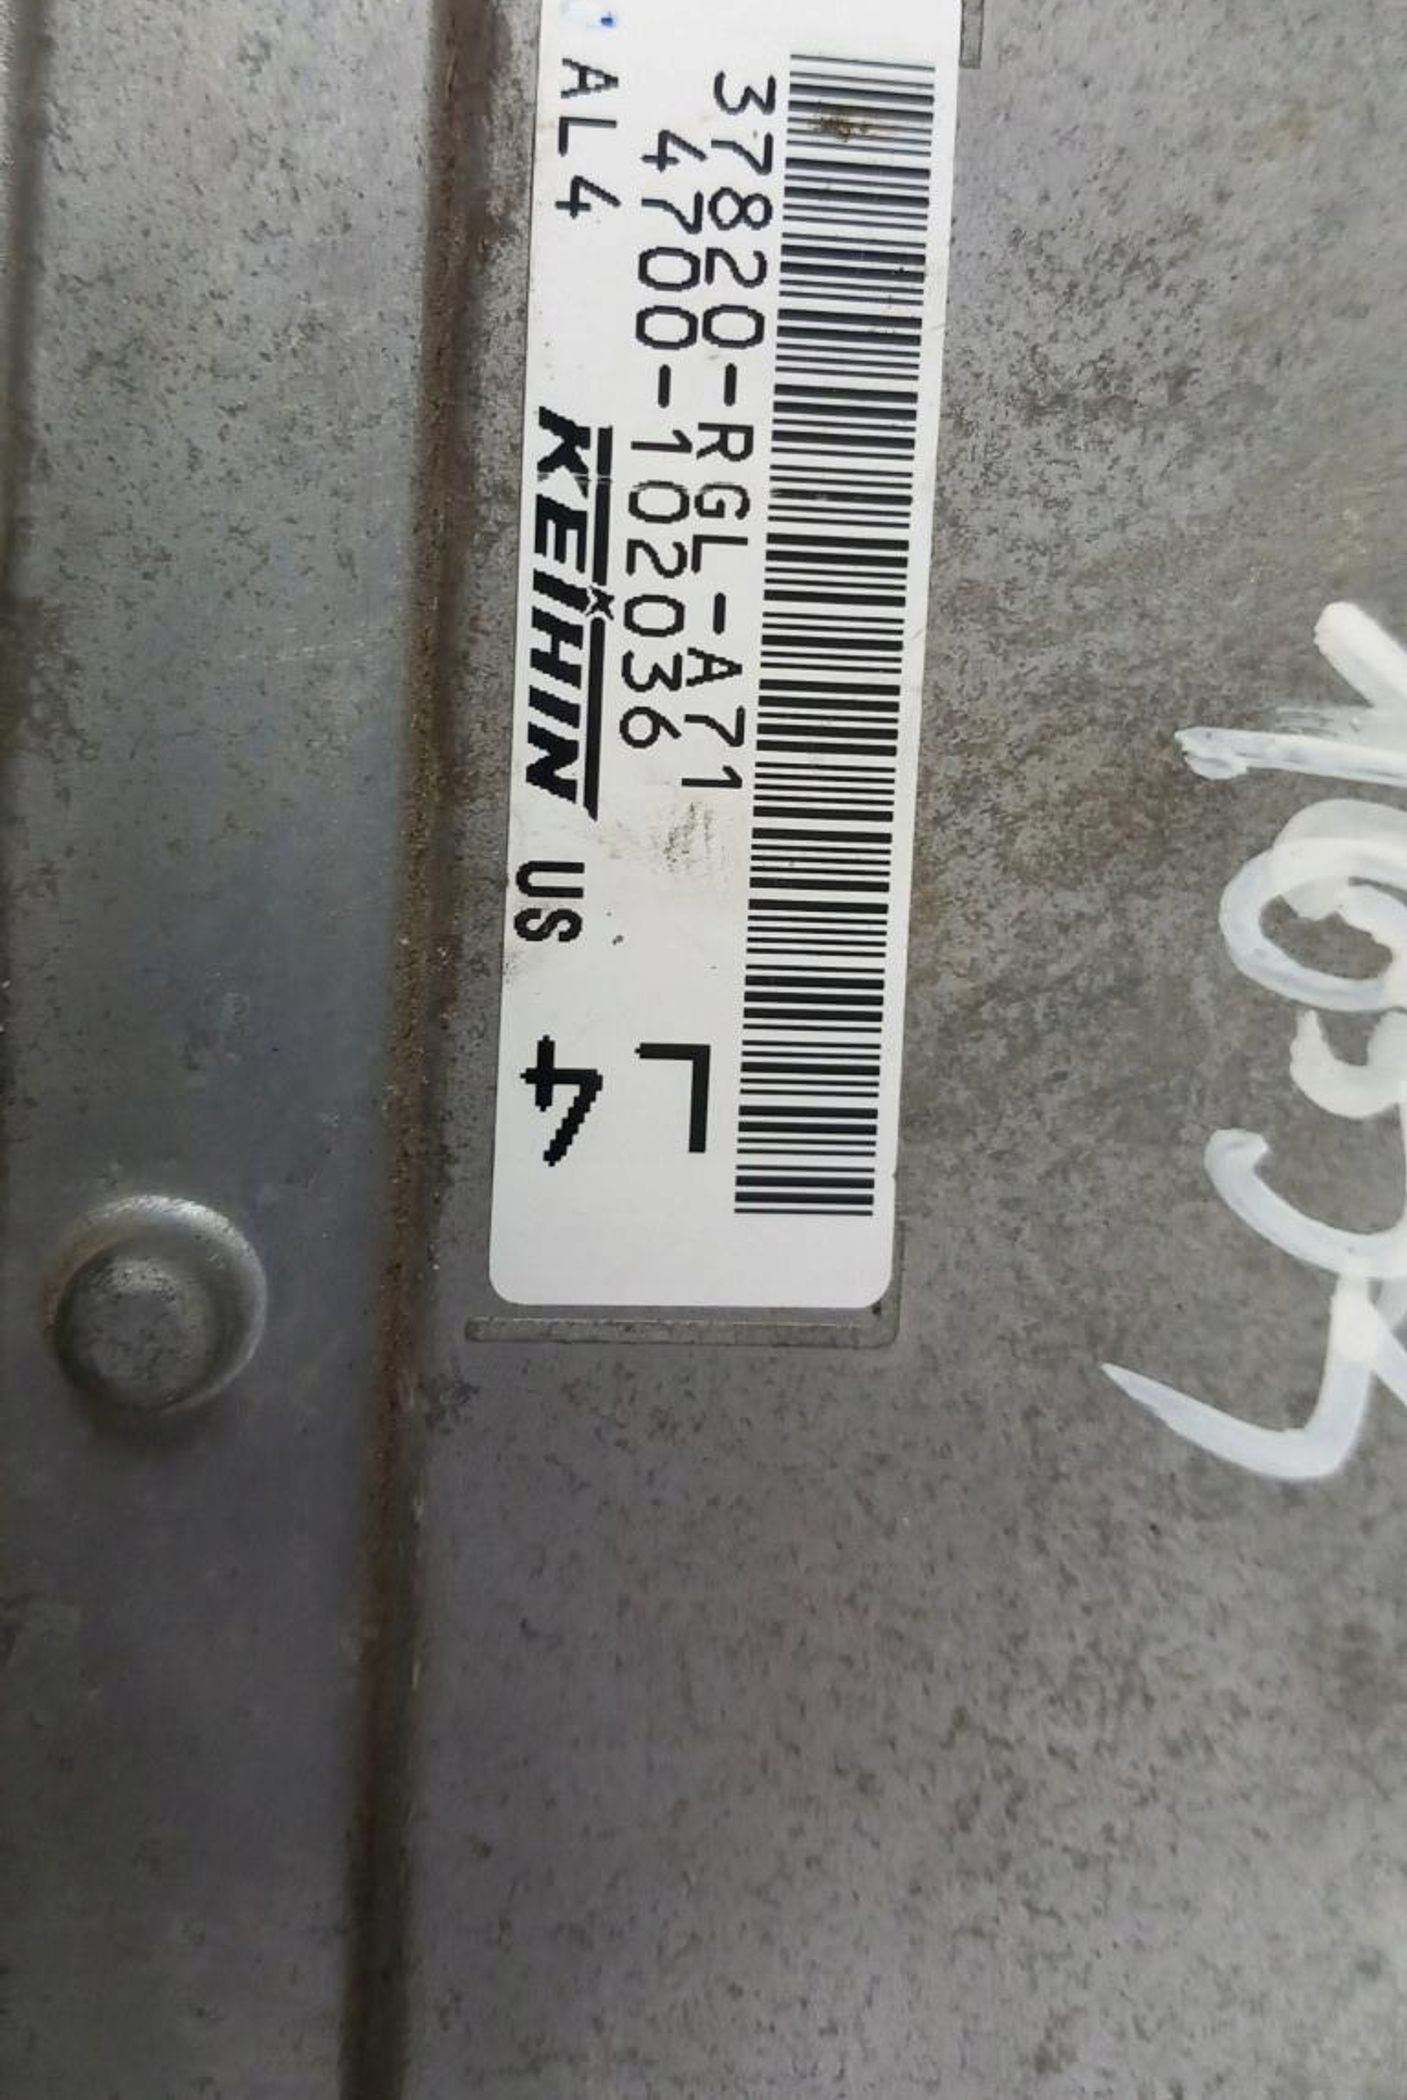 37820-RGL-A71
4700-102036
AL4 KEIHIN US
L
4